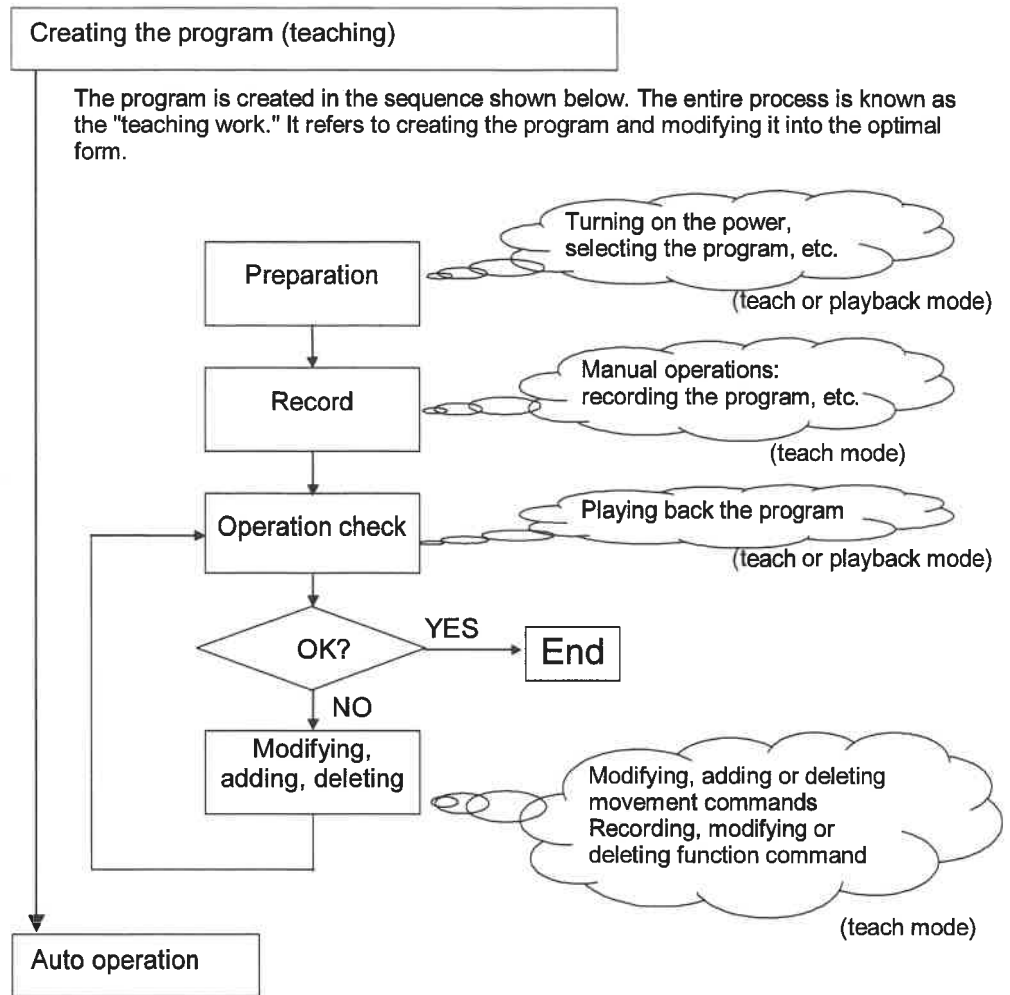 Creating the program (teaching)
The program is created in the sequence shown below. The entire process is known as
the "teaching work." It refers to creating the program and modifying it into the optimal
form.
Preparation
Turning on the power,
selecting the program, etc.
(teach or playback mode)
Record
Manual operations:
recording the program, etc.
(teach mode)
Operation check
Playing back the program
(teach or playback mode)
OK?
YES
End
NO
Modifying,
adding, deleting
Modifying, adding or deleting
movement commands
Recording, modifying or
deleting function command
(teach mode)
Auto operation